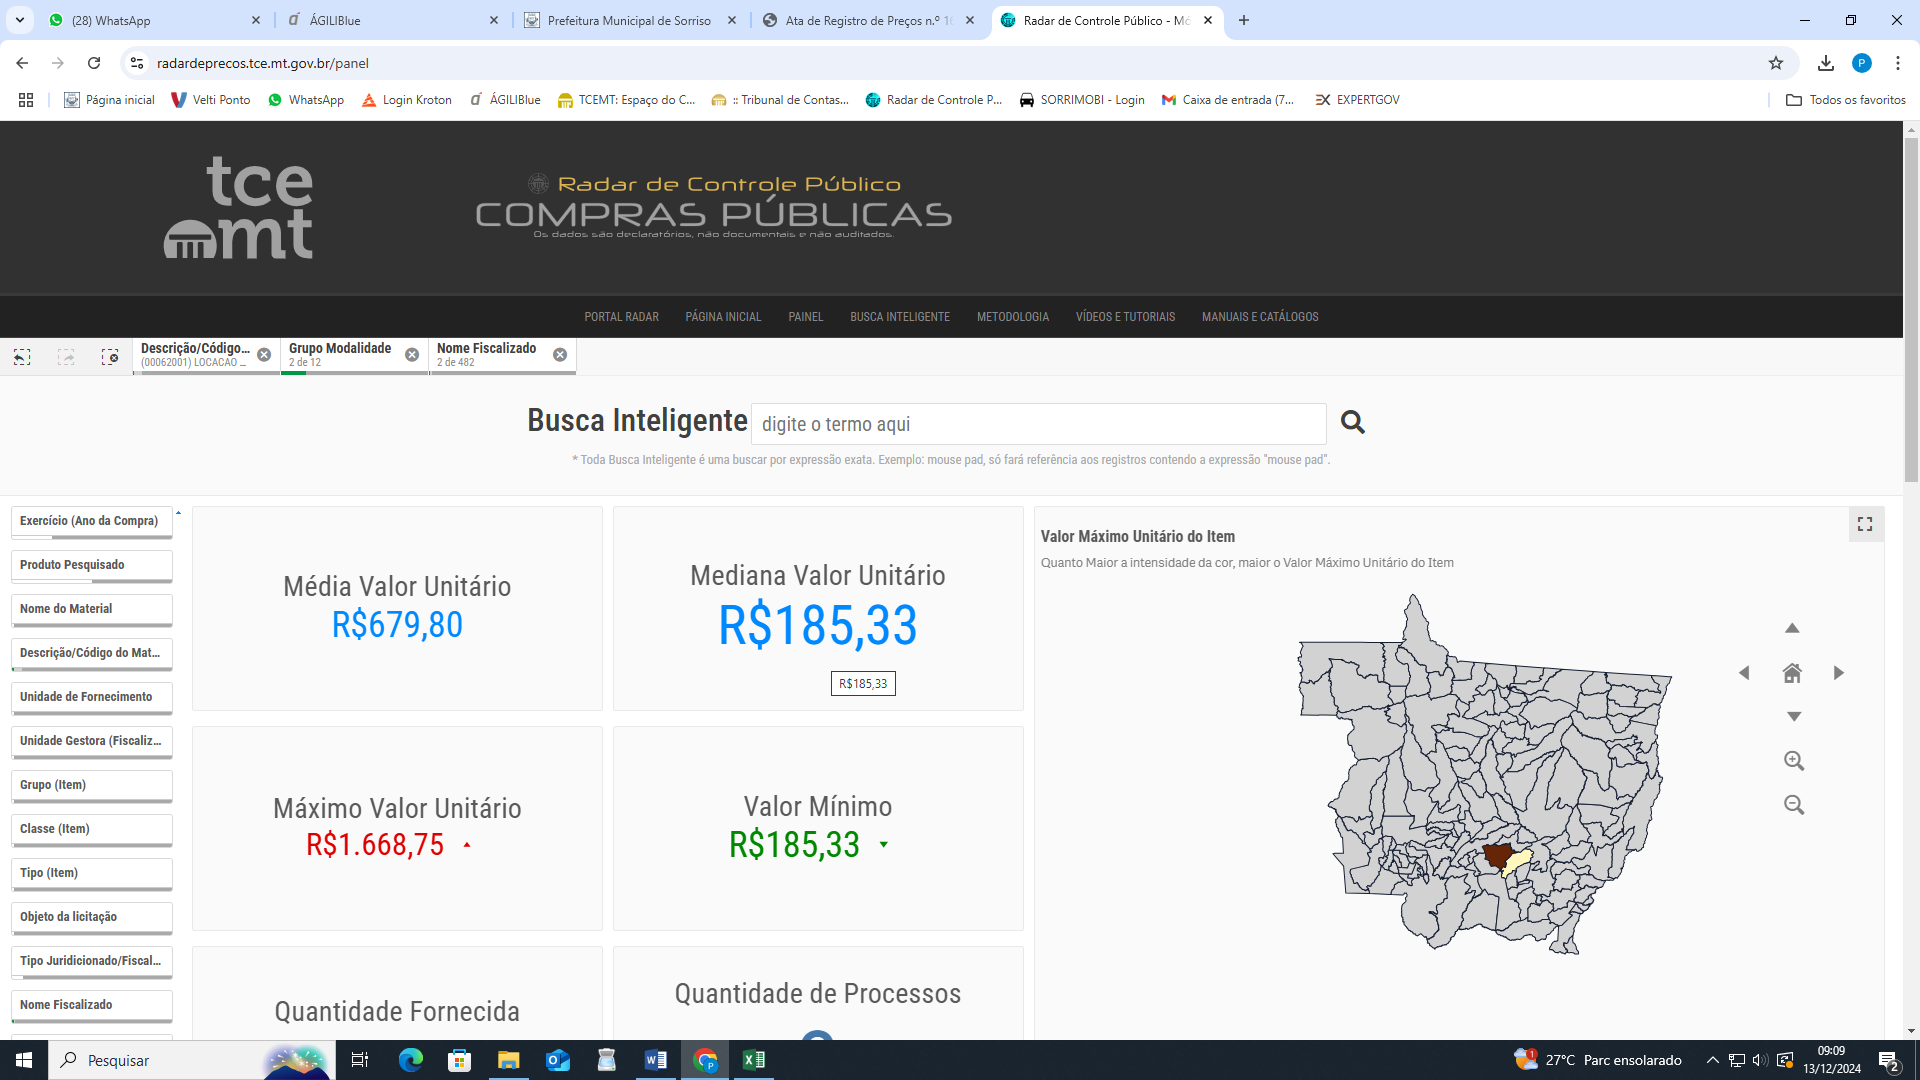 (28) WhatsApp
ÁGILIBlue
Prefeitura Municipal de Sorriso
Ata de Registro de Preços n.º 1
Radar de Controle Público - Mó
radardeprecos.tce.mt.gov.br/panel
P
Página inicial
Velti Ponto
WhatsApp
Login Kroton
ÁGILIBlue
TCEMT: Espaço do C...
:: Tribunal de Contas...
Radar de Controle P...
SORRIMOBI - Login
Caixa de entrada (7...
EXPERTGOV
Todos os favoritos
tce
mt
Radar de Controle Público
COMPRAS PÚBLICAS
Os dados são declaratórios, não documentais e não auditados.
PORTAL RADAR
PÁGINA INICIAL
PAINEL
BUSCA INTELIGENTE
METODOLOGIA
VÍDEOS E TUTORIAIS
MANUAIS E CATÁLOGOS
Descrição/Código...
(00062001) LOCACAO ...
Grupo Modalidade
2 de 12
Nome Fiscalizado
2 de 482
Busca Inteligente
digite o termo aqui
* Toda Busca Inteligente é uma buscar por expressão exata. Exemplo: mouse pad, só fará referência aos registros contendo a expressão "mouse pad".
Exercício (Ano da Compra)
Produto Pesquisado
Nome do Material
Descrição/Código do Mat...
Unidade de Fornecimento
Unidade Gestora (Fiscaliz...
Grupo (Item)
Classe (Item)
Tipo (Item)
Objeto da licitação
Tipo Juridicionado/Fiscal...
Nome Fiscalizado
Média Valor Unitário
R$679,80
Mediana Valor Unitário
R$185,33
R$185,33
Máximo Valor Unitário
R$1.668,75
Valor Mínimo
R$185,33
Quantidade Fornecida
Quantidade de Processos
Valor Máximo Unitário do Item
Quanto Maior a intensidade da cor, maior o Valor Máximo Unitário do Item
Pesquisar
27°C Parc ensolarado
09:09
13/12/2024
2